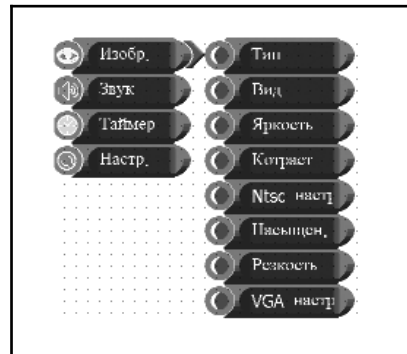 Изобр.
Звук
Таймер
Настр.
Тип
Вид
Яркость
Котраст
Ntsc настр
Насыщен.
Резкость
VGA настр